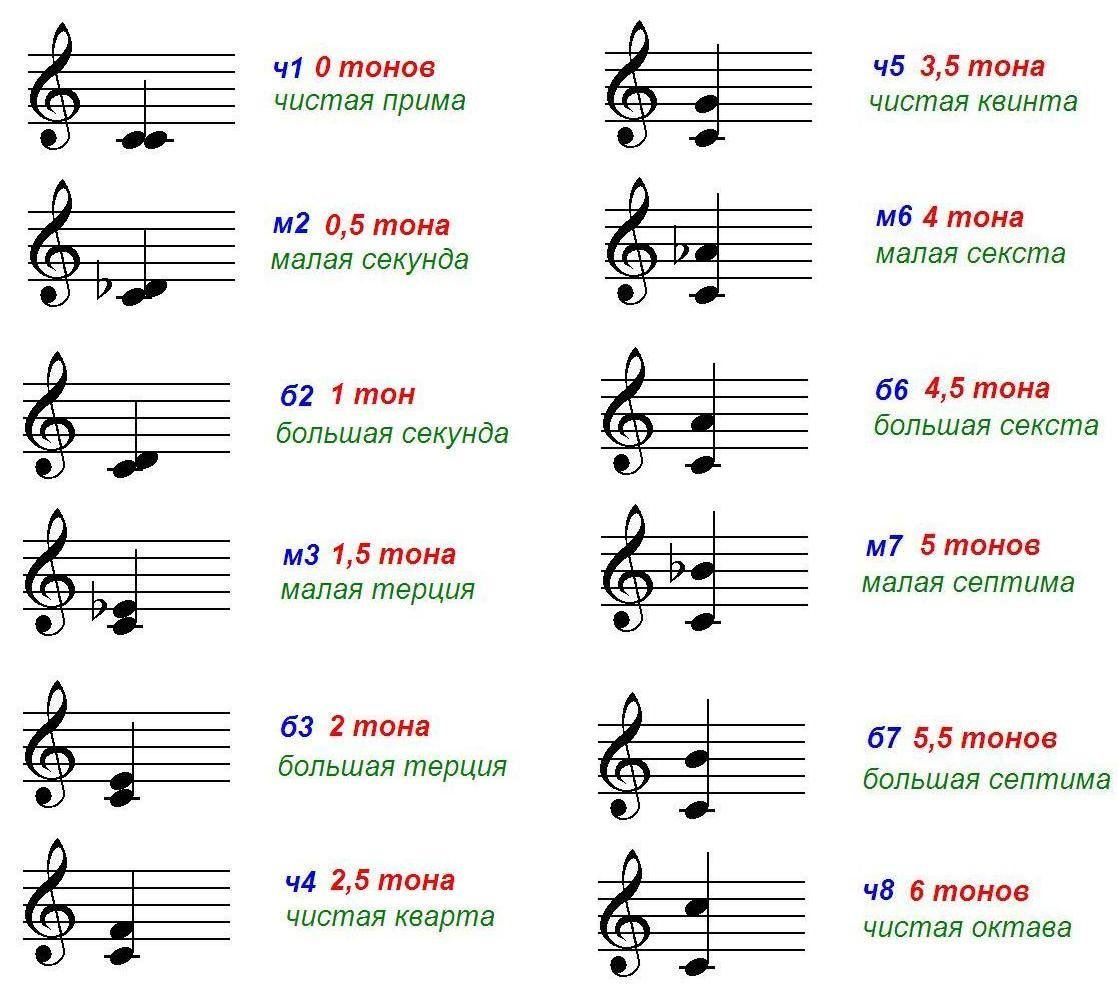 ч1 0 тонов
чистая прима
м2 0,5 тона
малая секунда
б2 1 тон
большая секунда
м3 1,5 тона
малая терция
б3 2 тона
большая терция
ч4 2,5 тона
чистая кварта
ч5 3,5 тона
чистая квинта
м6 4 тона
малая секста
б6 4,5 тона
большая секста
м7 5 тонов
малая септима
б7 5,5 тонов
большая септима
ч8 6 тонов
чистая октава